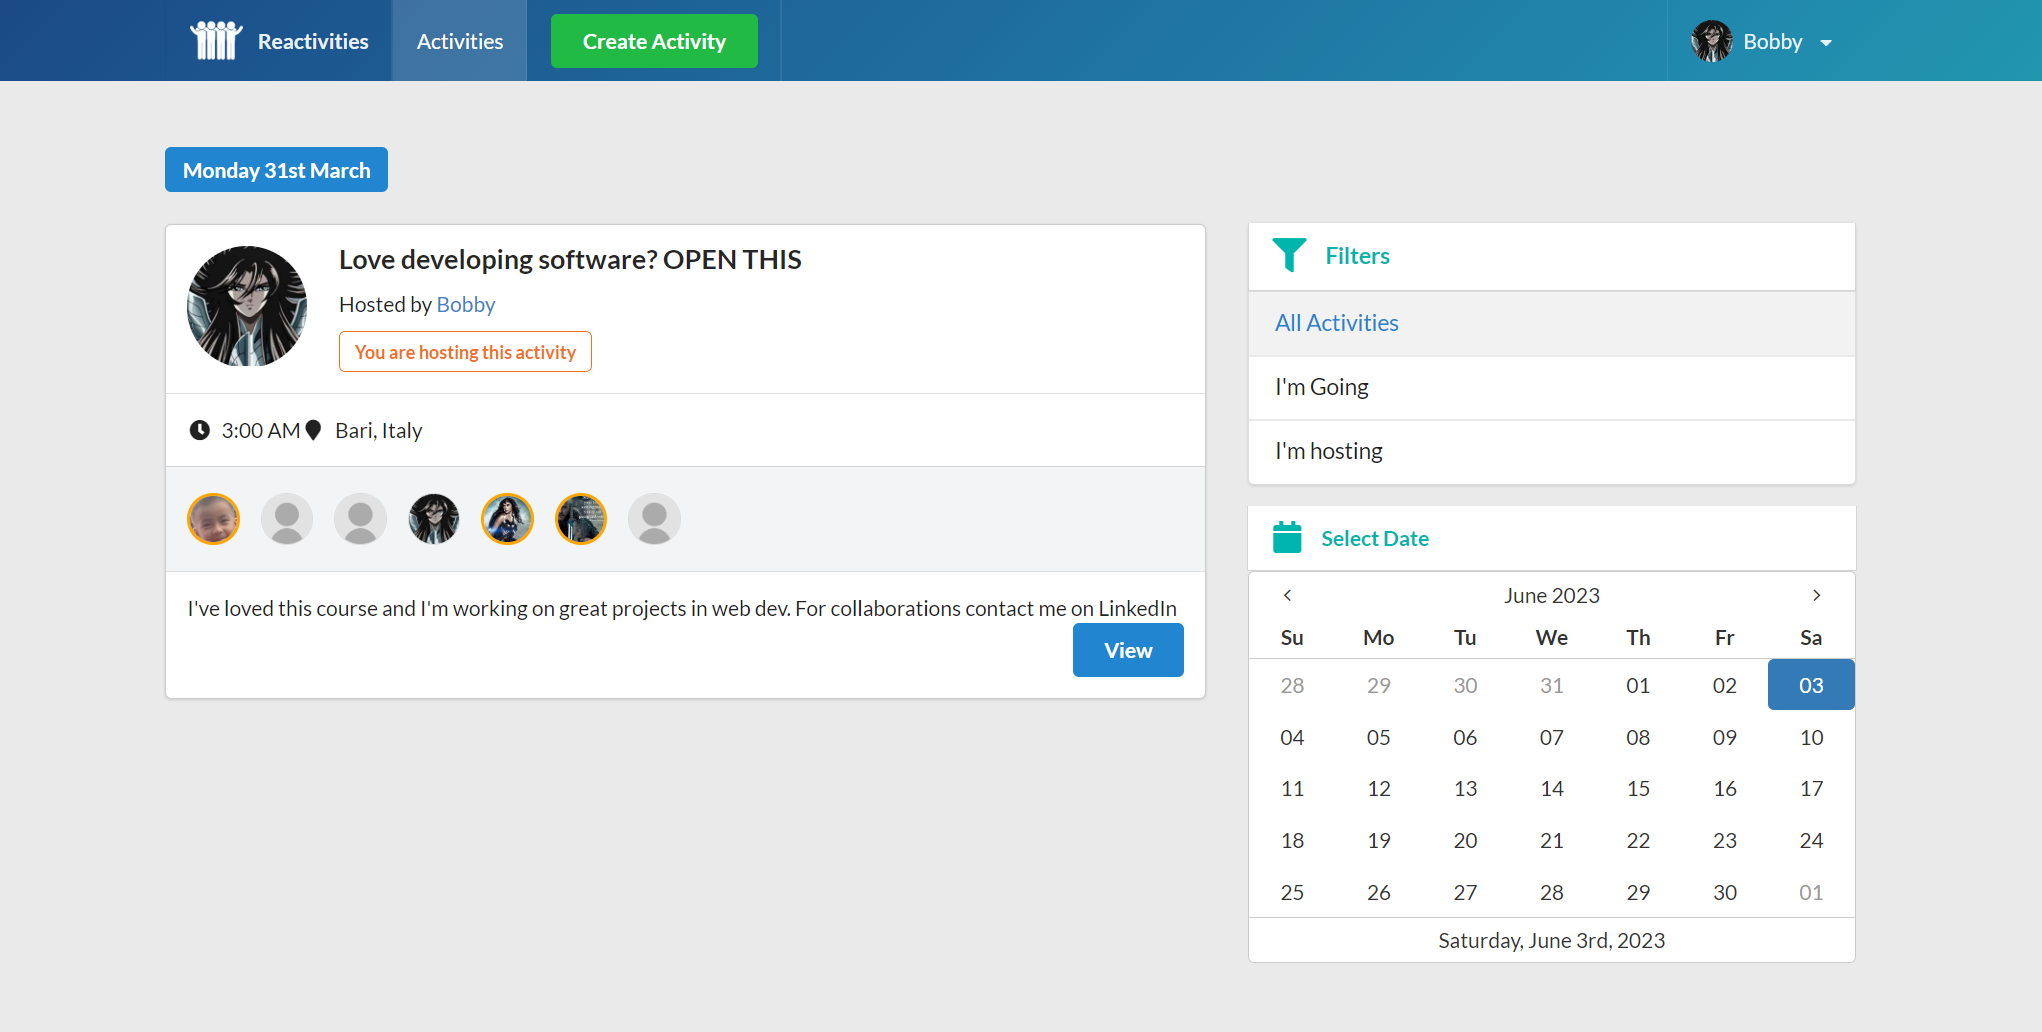 Reactivities Activities Create Activity Bobby
Monday 31st March
Love developing software? OPEN THIS
Hosted by Bobby
You are hosting this activity
3:00 AM Bari, Italy
I've loved this course and I'm working on great projects in web dev. For collaborations contact me on LinkedIn
View
Filters
All Activities
I'm Going
I'm hosting
Select Date
June 2023
Su Mo Tu We Th Fr Sa
28 29 30 31 01 02 03
04 05 06 07 08 09 10
11 12 13 14 15 16 17
18 19 20 21 22 23 24
25 26 27 28 29 30 01
Saturday, June 3rd, 2023